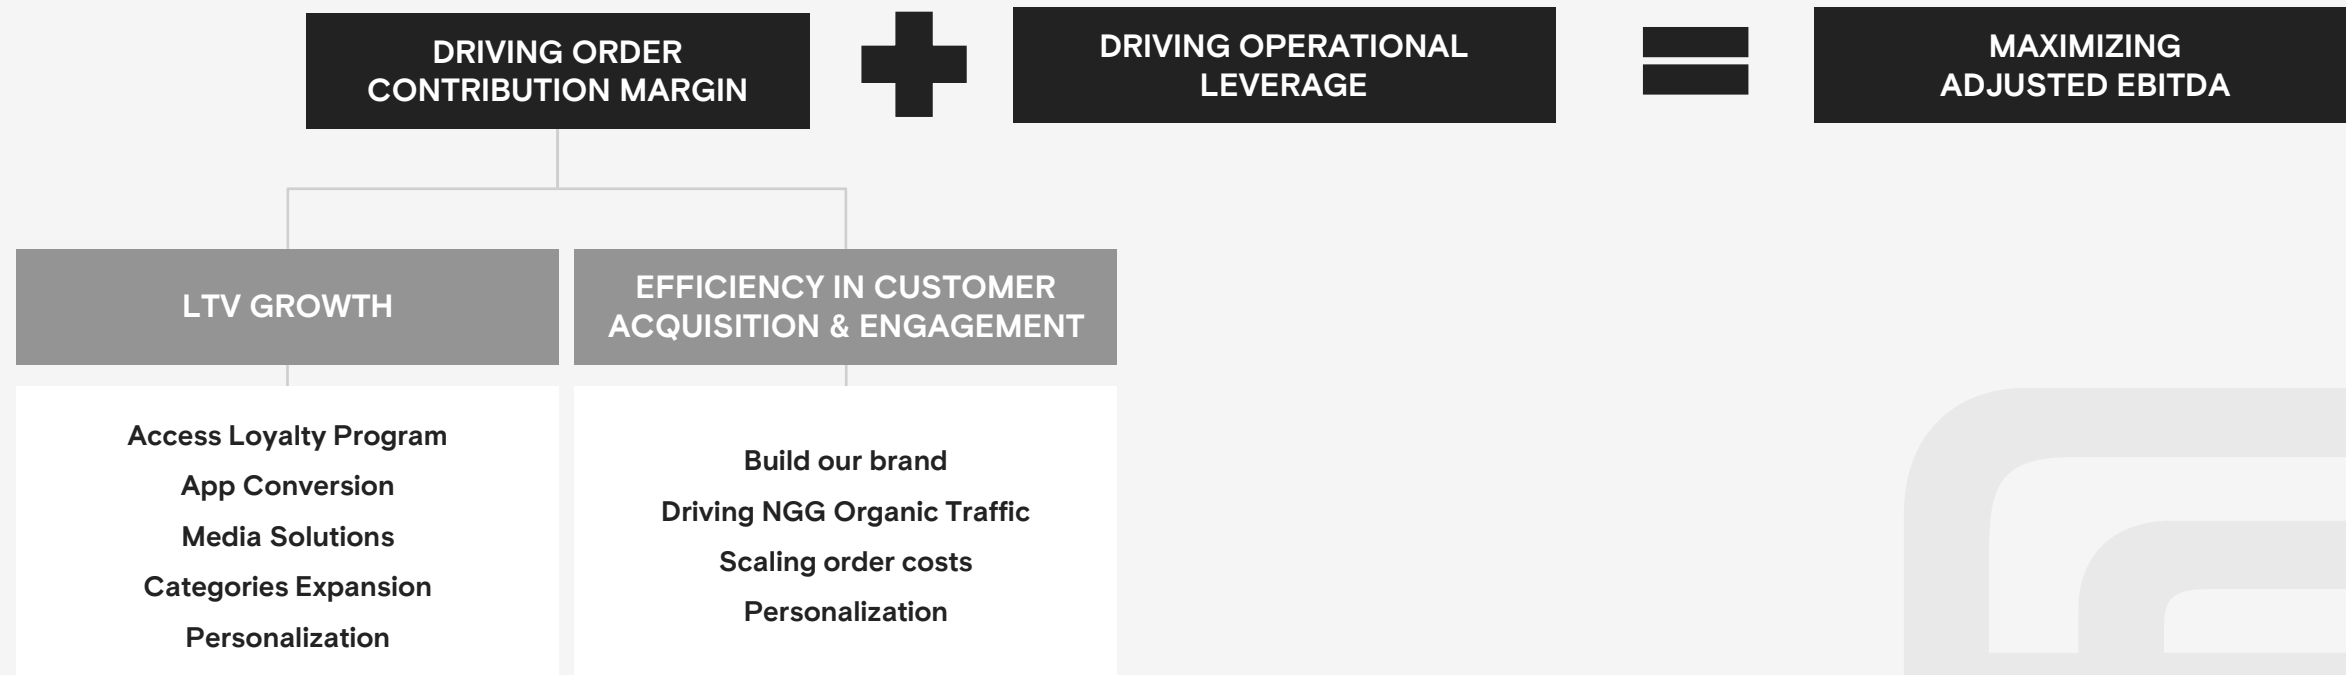 DRIVING ORDER
CONTRIBUTION MARGIN
DRIVING OPERATIONAL
LEVERAGE
MAXIMIZING
ADJUSTED EBITDA
LTV GROWTH
EFFICIENCY IN CUSTOMER
ACQUISITION & ENGAGEMENT
Access Loyalty Program
App Conversion
Media Solutions
Categories Expansion
Personalization
Build our brand
Driving NGG Organic Traffic
Scaling order costs
Personalization